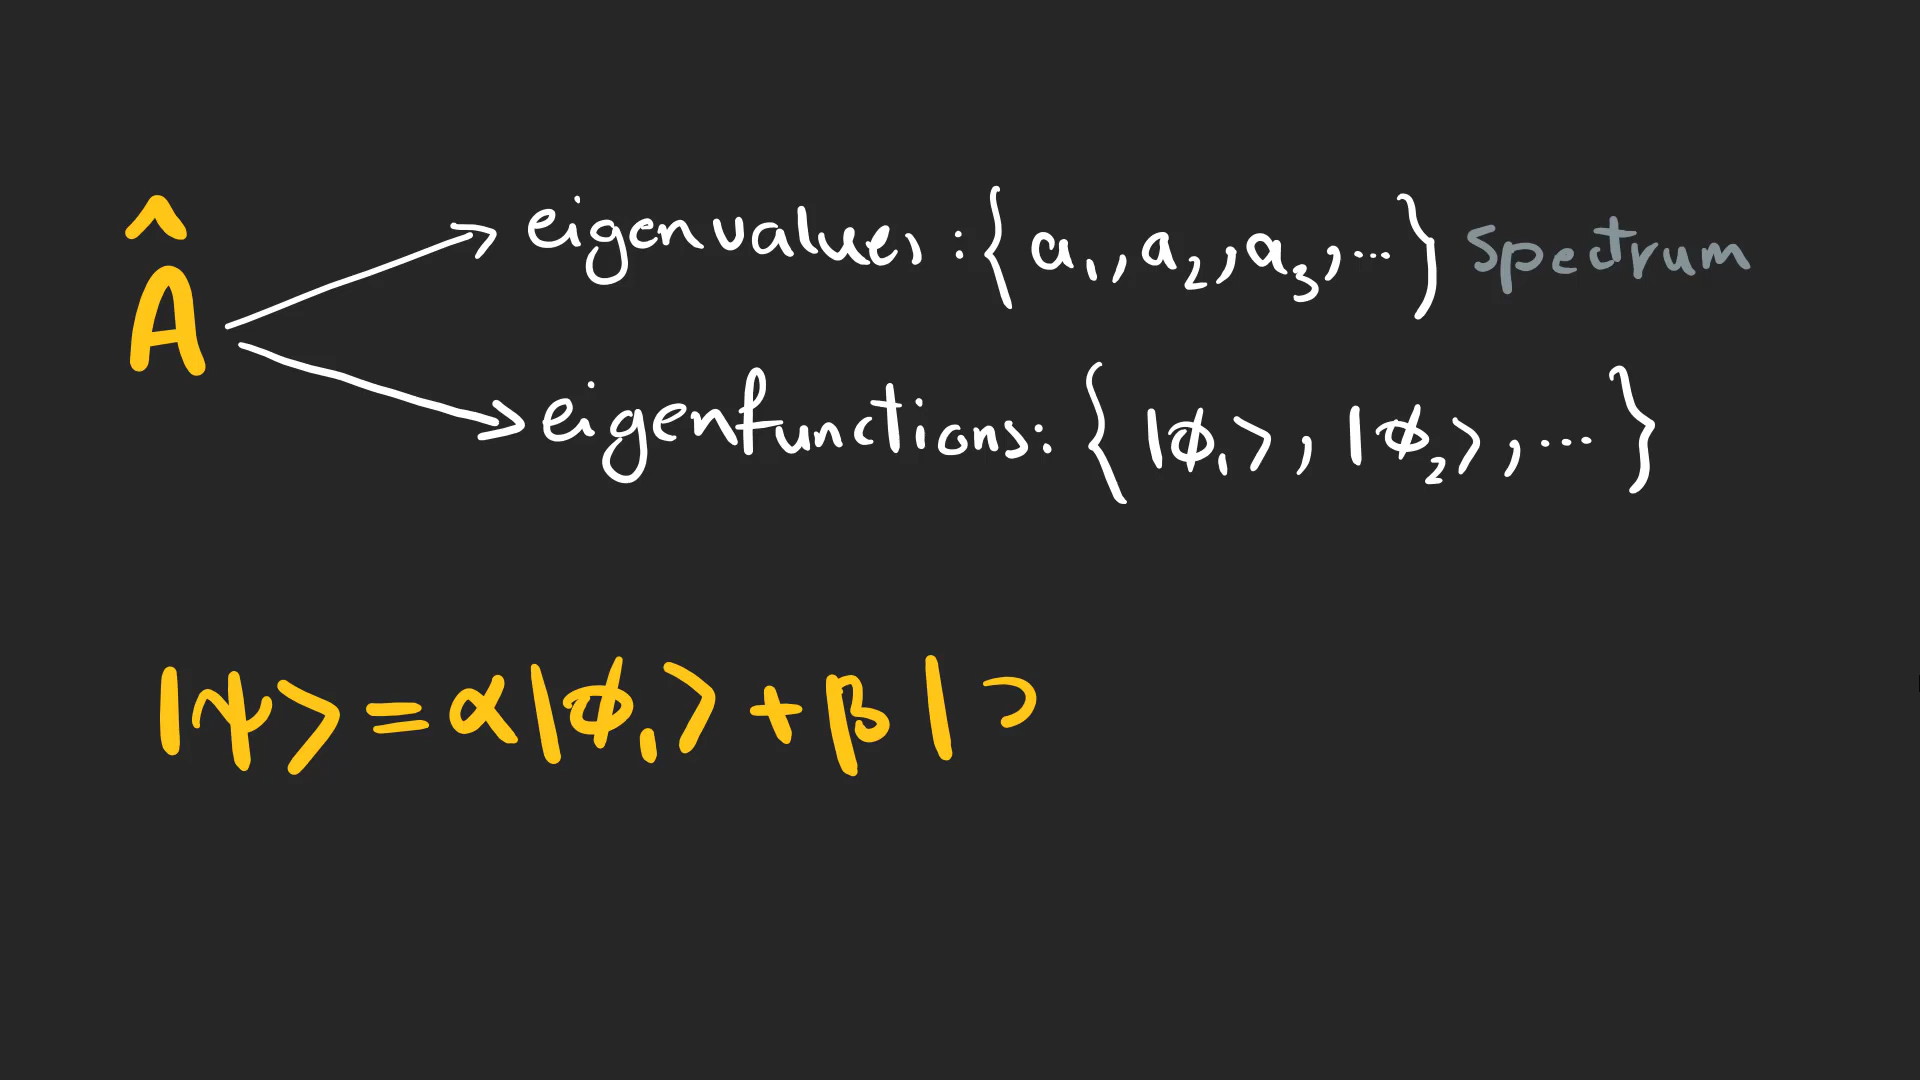 Â
eigenvalues : { a₁, a₂, a₃, ... } Spectrum
eigenfunctions: { |ϕ₁>, |ϕ₂>, ... }
|ψ> = α|ϕ₁> + β|